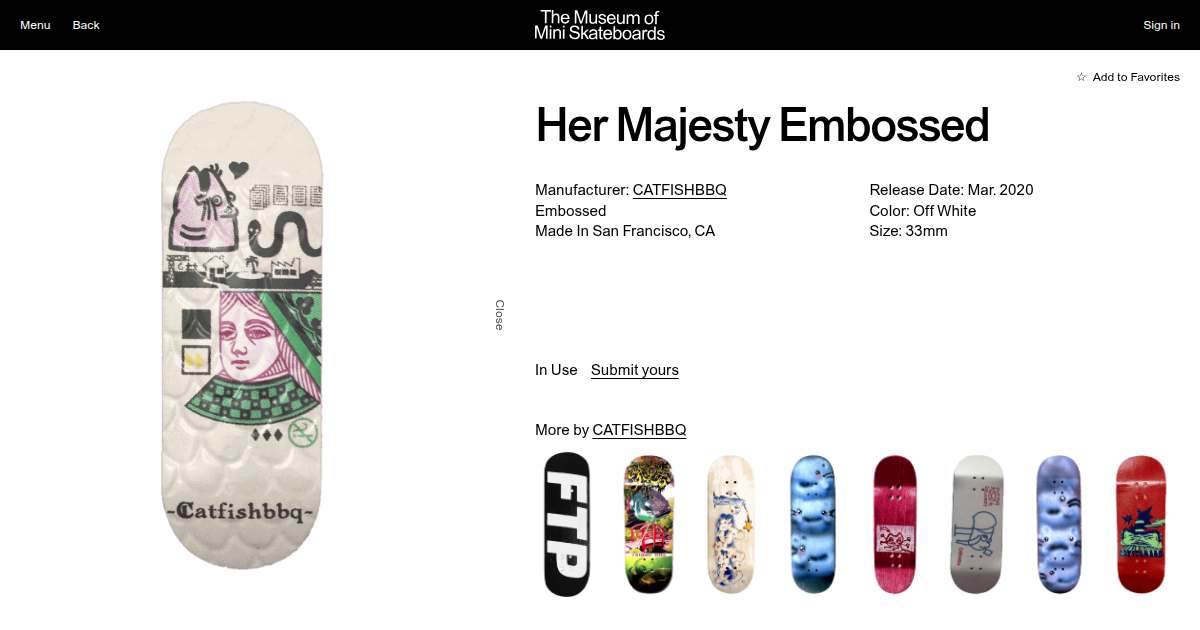 Menu
Back
The Museum of
Mini Skateboards
Sign in
☆ Add to Favorites
Her Majesty Embossed
Manufacturer: CATFISHBBQ
Embossed
Made In San Francisco, CA
Release Date: Mar. 2020
Color: Off White
Size: 33mm
Close
In Use Submit yours
More by CATFISHBBQ
-Catfishbbq-
FTP